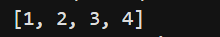 [1, 2, 3, 4]